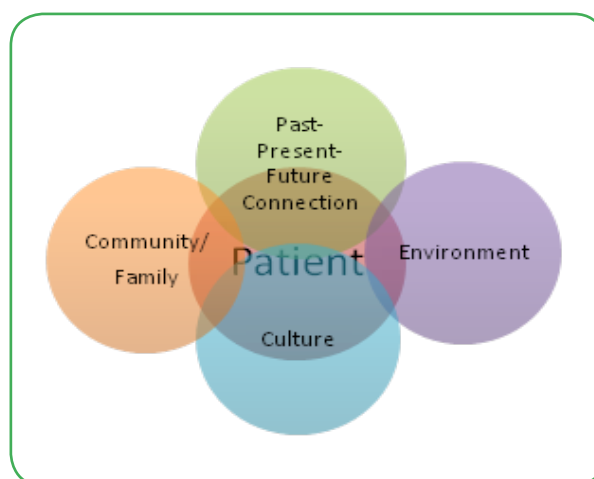 Past-
Present-
Future
Connection
Community/
Family
Patient
Environment
Culture